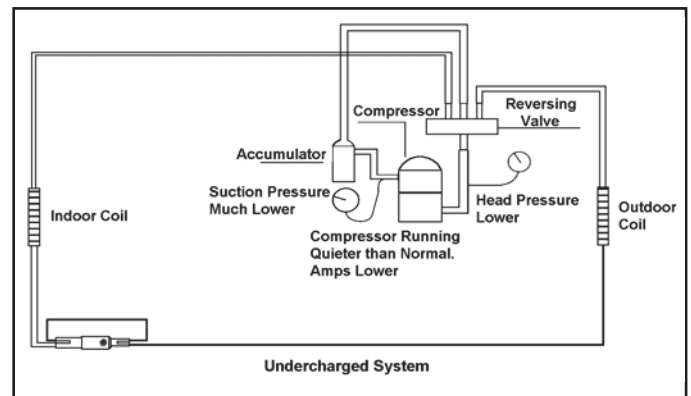 Compressor
Reversing
Valve
Accumulator
Suction Pressure
Much Lower
Head Pressure
Lower
Indoor Coil
Outdoor
Coil
Compressor Running
Quieter than Normal.
Amps Lower
Undercharged System